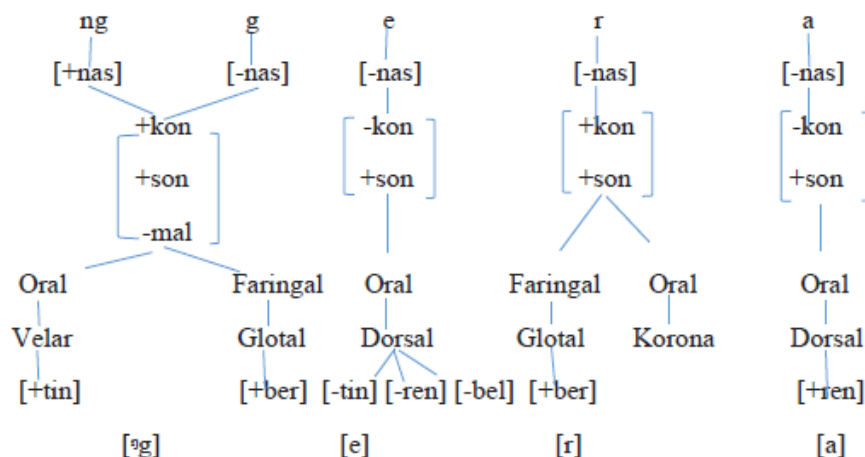 ng g e r a
[+nas] [-nas] [-nas] [-nas] [-nas]
+kon -kon +kon -kon
+son +son +son +son
-mal
Oral Faringal Oral Faringal Oral Oral
Velar Glotal Dorsal Glotal Korona Dorsal
[+tin] [+ber] [-tin] [-ren] [-bel] [+ber] [+ren]
[ᵑg] [e] [r] [a]